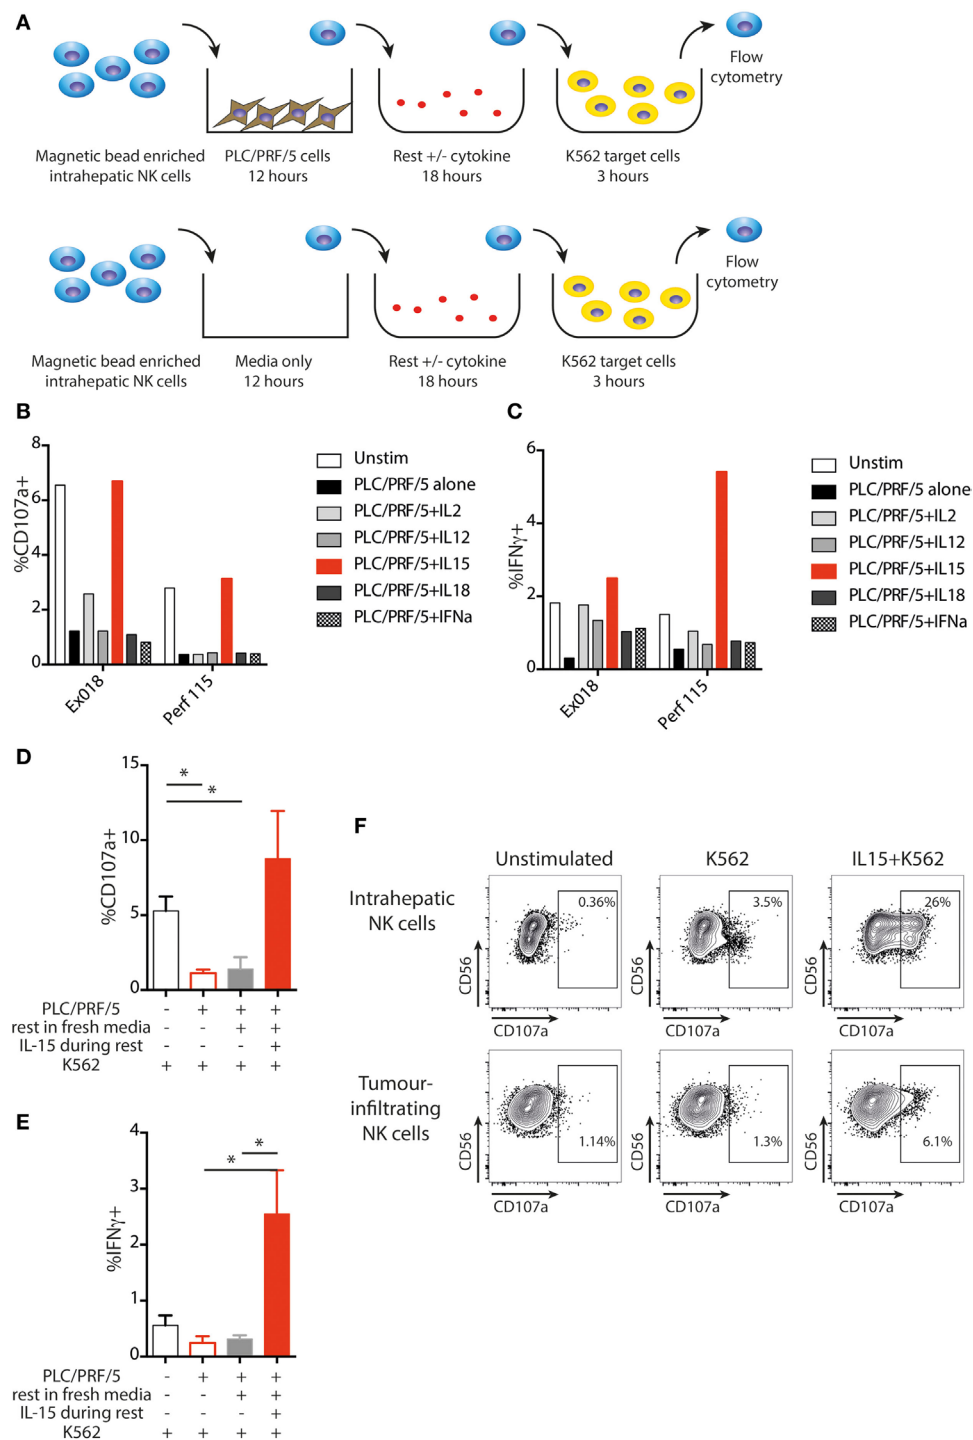 A
Flow
cytometry
Magnetic bead enriched
intrahepatic NK cells
PLC/PRF/5 cells
12 hours
Rest +/- cytokine
18 hours
K562 target cells
3 hours
Flow
cytometry
Magnetic bead enriched
intrahepatic NK cells
Media only
12 hours
Rest +/- cytokine
18 hours
K562 target cells
3 hours
B
%CD107a+
8
6
4
2
0
Ex018
Perf 115
Unstim
PLC/PRF/5 alone
PLC/PRF/5+IL2
PLC/PRF/5+IL12
PLC/PRF/5+IL15
PLC/PRF/5+IL18
PLC/PRF/5+IFNa
C
%IFNγ+
6
4
2
0
Ex018
Perf 115
Unstim
PLC/PRF/5 alone
PLC/PRF/5+IL2
PLC/PRF/5+IL12
PLC/PRF/5+IL15
PLC/PRF/5+IL18
PLC/PRF/5+IFNa
D
%CD107a+
15
10
5
0
*
*
PLC/PRF/5 - + + +
rest in fresh media - - + +
IL-15 during rest - - - +
K562 + + + +
E
%IFNγ+
4
3
2
1
0
*
*
PLC/PRF/5 - + + +
rest in fresh media - - + +
IL-15 during rest - - - +
K562 + + + +
F
Unstimulated
K562
IL15+K562
Intrahepatic
NK cells
0.36%
3.5%
26%
CD56
CD107a
CD56
CD107a
CD56
CD107a
Tumour-
infiltrating
NK cells
1.14%
1.3%
6.1%
CD56
CD107a
CD56
CD107a
CD56
CD107a